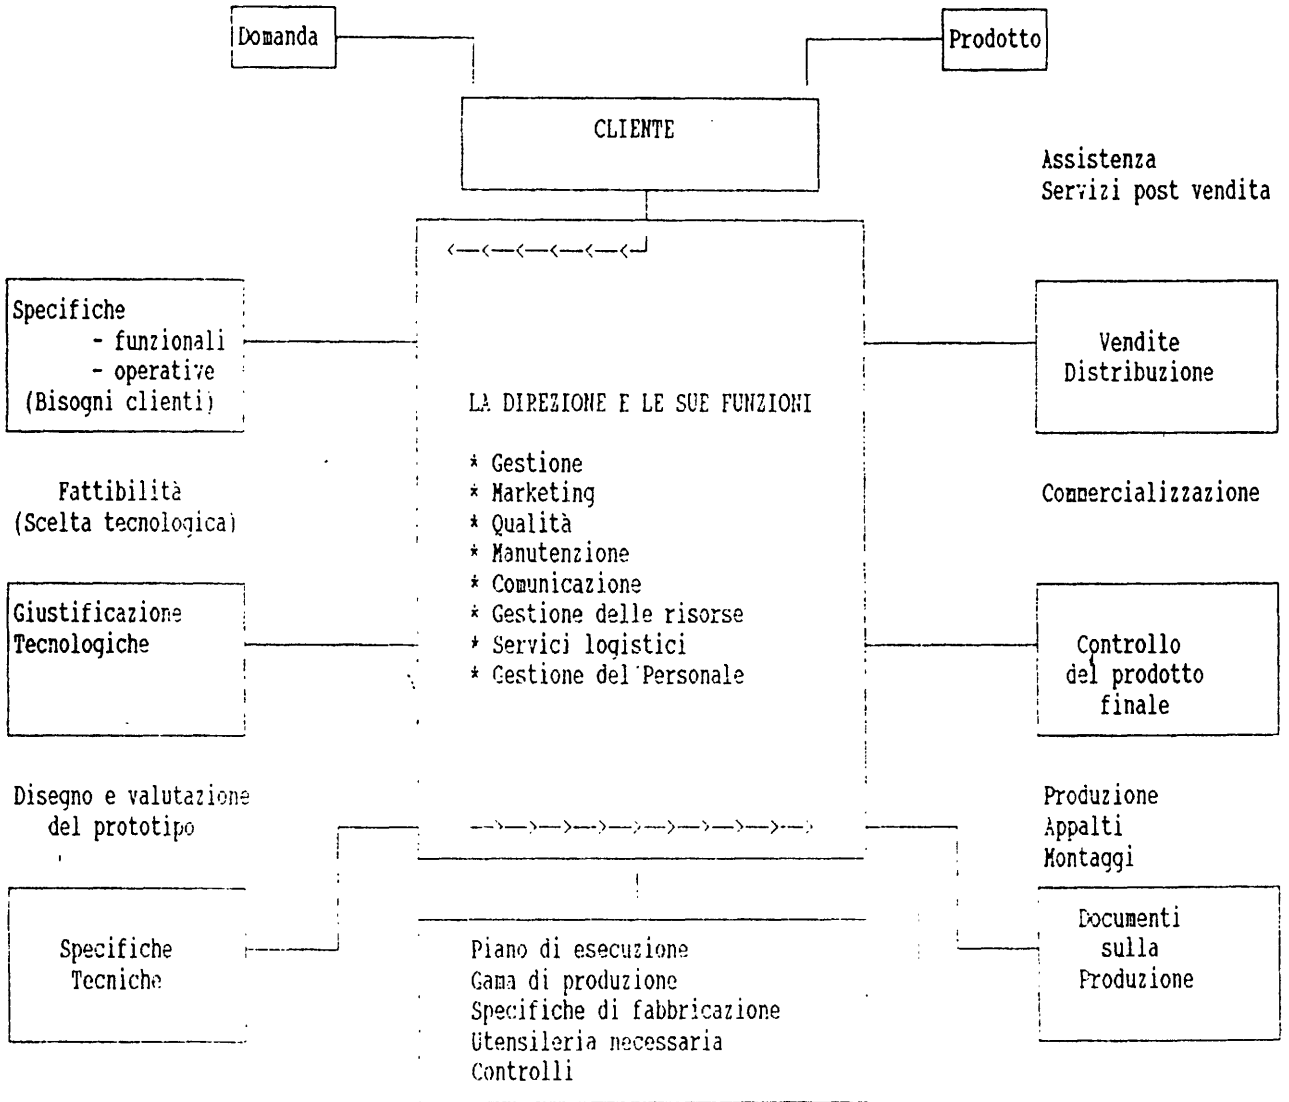 Domanda
Prodotto
CLIENTE
Assistenza
Servizi post vendita
Specifiche
- funzionali
- operative
(Bisogni clienti)
Fattibilità
(Scelta tecnologica)
Giustificazione
Tecnologiche
Disegno e valutazione
del prototipo
Specifiche
Tecniche
LA DIREZIONE E LE SUE FUNZIONI
* Gestione
* Marketing
* Qualità
* Manutenzione
* Comunicazione
* Gestione delle risorse
* Servici logistici
* Gestione del Personale
Piano di esecuzione
Gama di produzione
Specifiche di fabbricazione
Utensileria necessaria
Controlli
Vendite
Distribuzione
Commercializzazione
Controllo
del prodotto
finale
Produzione
Appalti
Montaggi
Documenti
sulla
Produzione